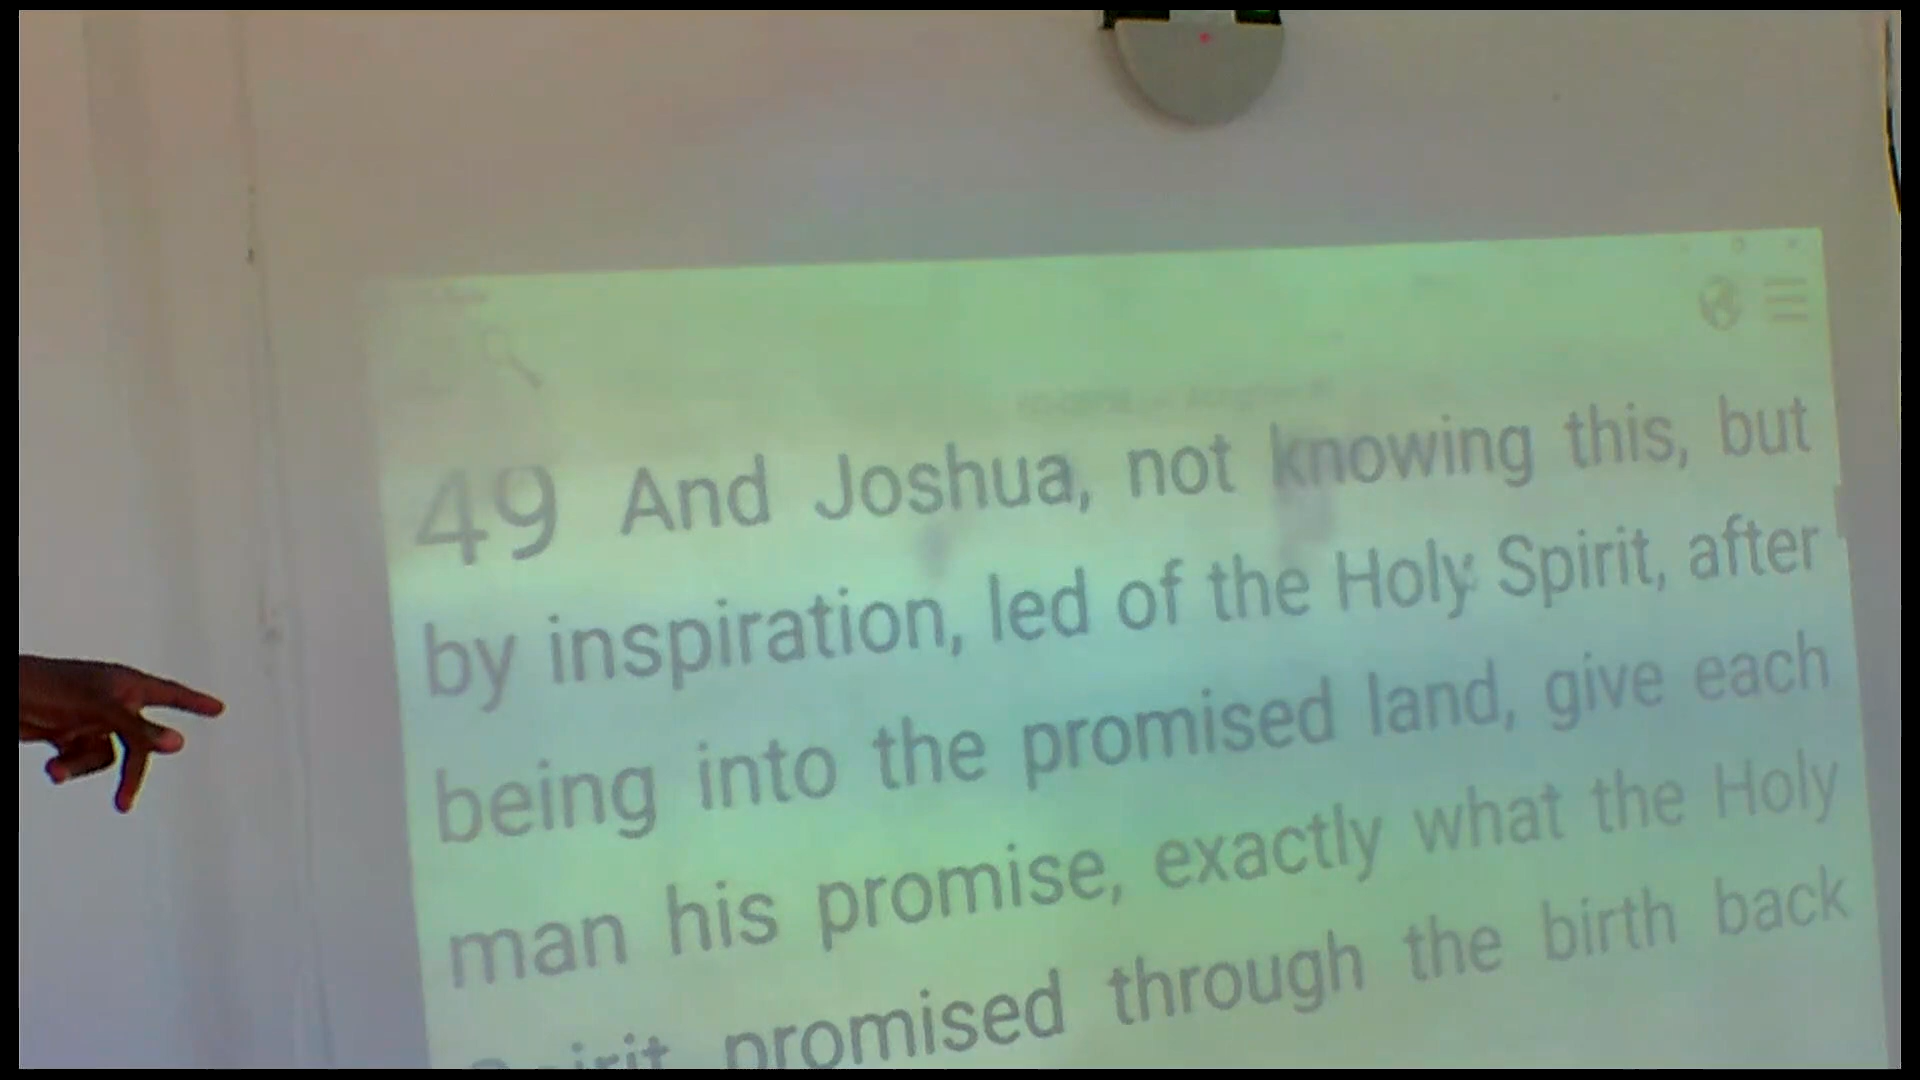 49 And Joshua, not knowing this, but
by inspiration, led of the Holy Spirit, after
being into the promised land, give each
man his promise, exactly what the Holy
Spirit promised through the birth back